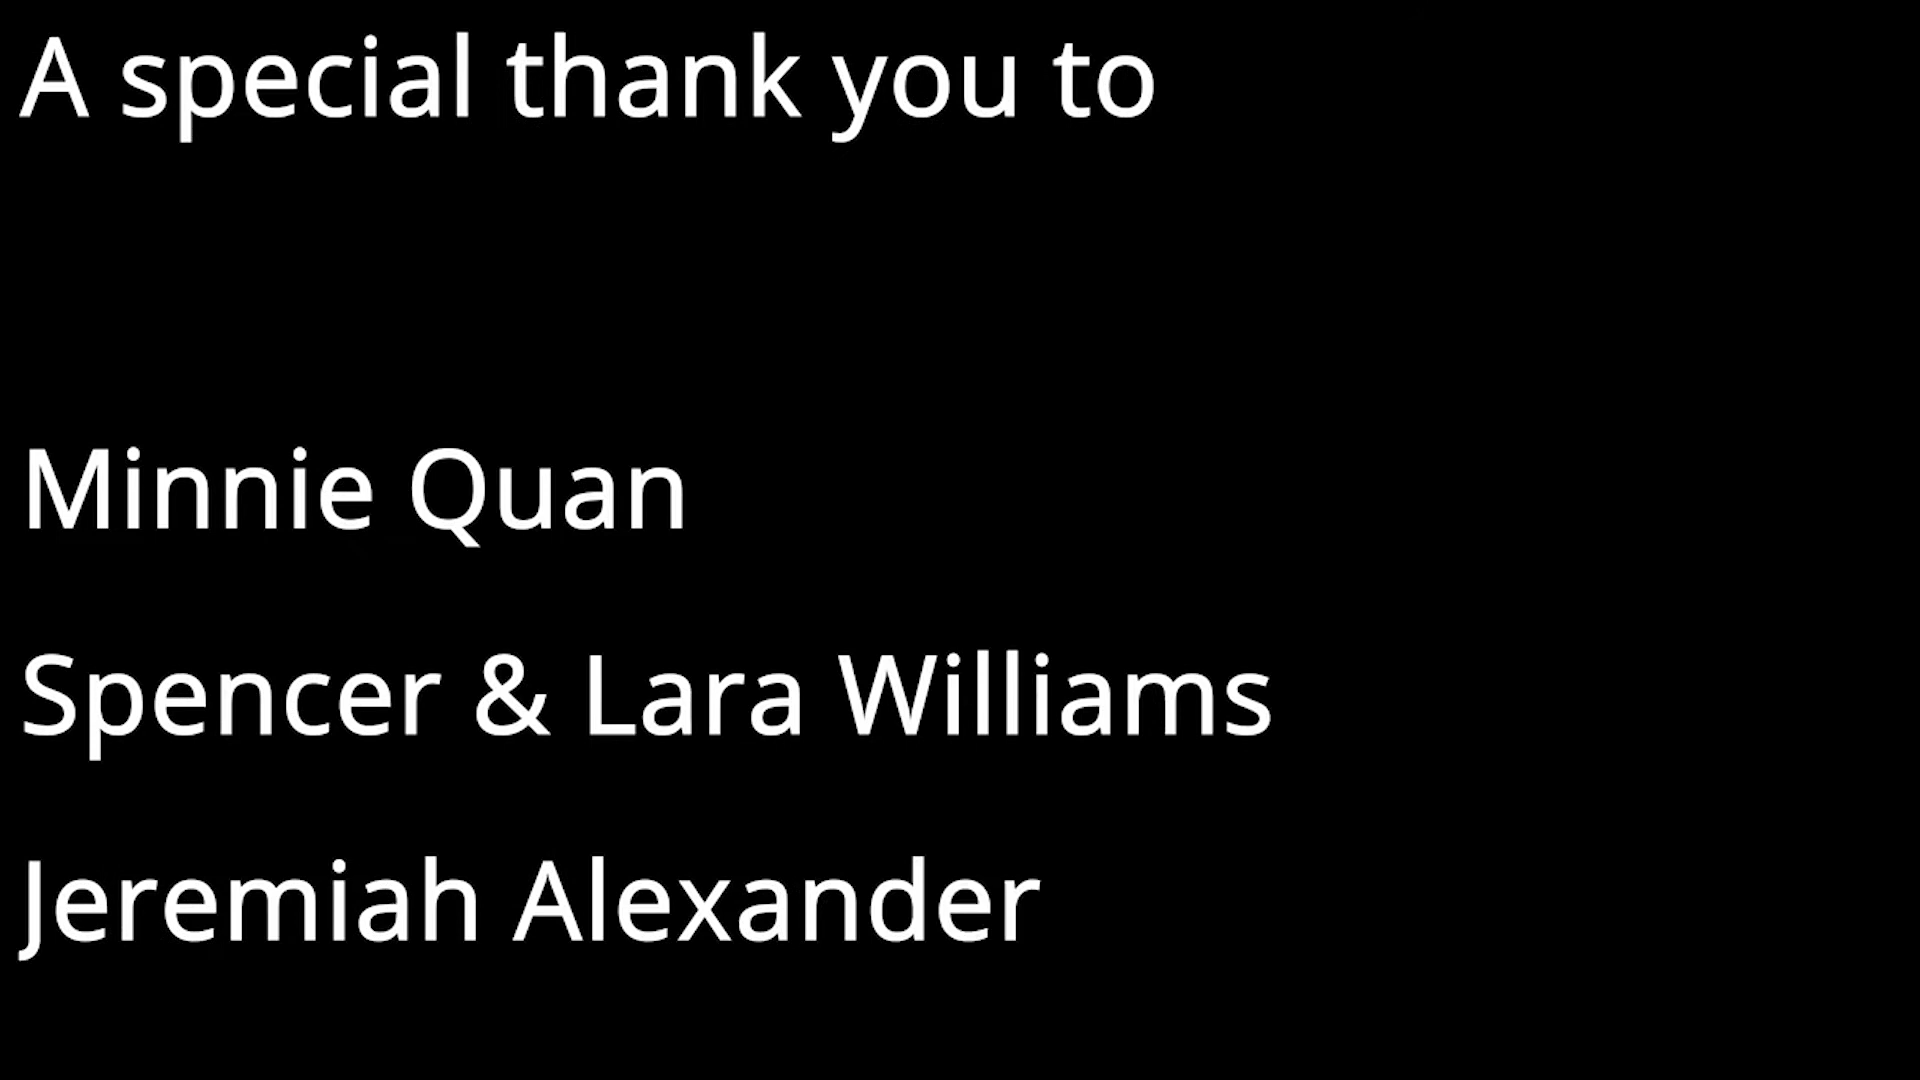 A special thank you to
Minnie Quan
Spencer & Lara Williams
Jeremiah Alexander